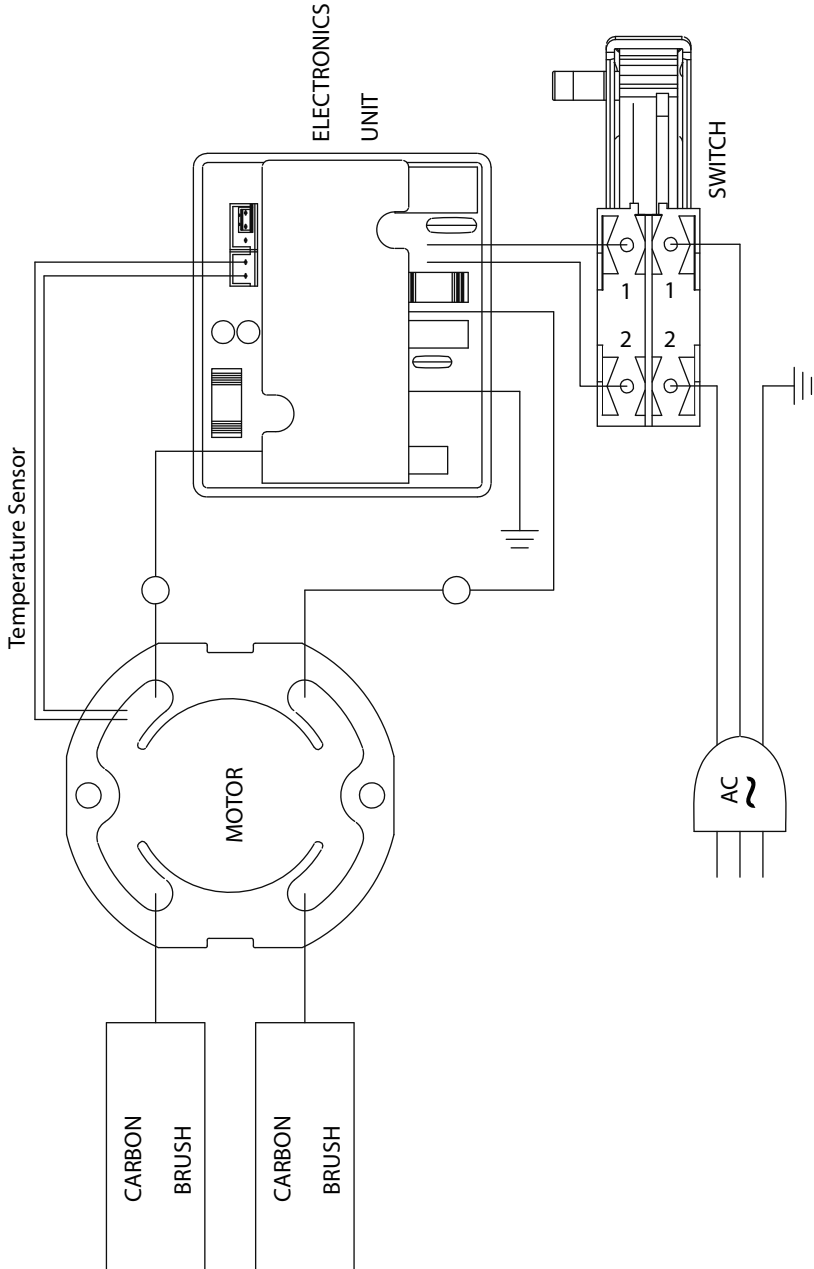 Temperature Sensor
ELECTRONICS
UNIT
SWITCH
1
1
2
2
MOTOR
AC
~
CARBON
BRUSH
CARBON
BRUSH